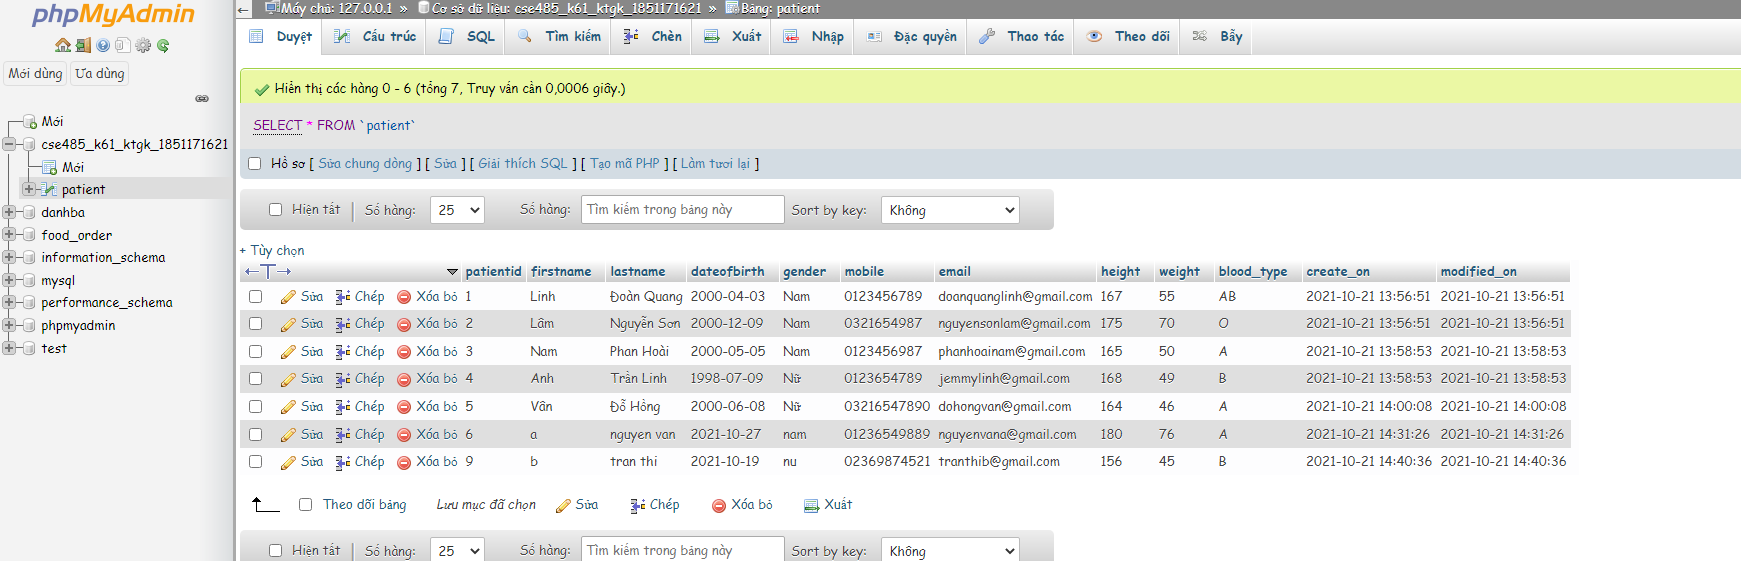 phpMyAdmin
Mới dùng Ưa dùng
Mới
cse485_k61_ktgk_1851171621
Mới
patient
danhba
food_order
information_schema
mysql
performance_schema
phpmyadmin
test
Máy chủ: 127.0.0.1 » Cơ sở dữ liệu: cse485_k61_ktgk_1851171621 » Bảng: patient
Duyệt Cấu trúc SQL Tìm kiếm Chèn Xuất Nhập Đặc quyền Thao tác Theo dõi Bẫy
Hiển thị các hàng 0 - 6 (tổng 7, Truy vấn cần 0,0006 giây.)
SELECT * FROM `patient`
Hồ sơ [ Sửa chung dòng ] [ Sửa ] [ Giải thích SQL ] [ Tạo mã PHP ] [ Làm tươi lại ]
Hiện tất | Số hàng: 25 Số hàng: Tìm kiếm trong bảng này Sort by key: Không
+ Tùy chọn
←T→ patientid firstname lastname dateofbirth gender mobile email height weight blood_type create_on modified_on
Sửa Chép Xóa bỏ 1 Linh Đoàn Quang 2000-04-03 Nam 0123456789 doanquanglinh@gmail.com 167 55 AB 2021-10-21 13:56:51 2021-10-21 13:56:51
Sửa Chép Xóa bỏ 2 Lâm Nguyễn Sơn 2000-12-09 Nam 0321654987 nguyensonlam@gmail.com 175 70 O 2021-10-21 13:56:51 2021-10-21 13:56:51
Sửa Chép Xóa bỏ 3 Nam Phan Hoài 2000-05-05 Nam 0123456987 phanhoainam@gmail.com 165 50 A 2021-10-21 13:58:53 2021-10-21 13:58:53
Sửa Chép Xóa bỏ 4 Anh Trần Linh 1998-07-09 Nữ 0123654789 jemmylinh@gmail.com 168 49 B 2021-10-21 13:58:53 2021-10-21 13:58:53
Sửa Chép Xóa bỏ 5 Vân Đỗ Hồng 2000-06-08 Nữ 03216547890 dohongvan@gmail.com 164 46 A 2021-10-21 14:00:08 2021-10-21 14:00:08
Sửa Chép Xóa bỏ 6 a nguyen van 2021-10-27 nam 01236549889 nguyenvana@gmail.com 180 76 A 2021-10-21 14:31:26 2021-10-21 14:31:26
Sửa Chép Xóa bỏ 9 b tran thi 2021-10-19 nu 02369874521 tranthib@gmail.com 156 45 B 2021-10-21 14:40:36 2021-10-21 14:40:36
Theo dõi bảng Lưu mục đã chọn Sửa Chép Xóa bỏ Xuất
Hiện tất | Số hàng: 25 Số hàng: Tìm kiếm trong bảng này Sort by key: Không